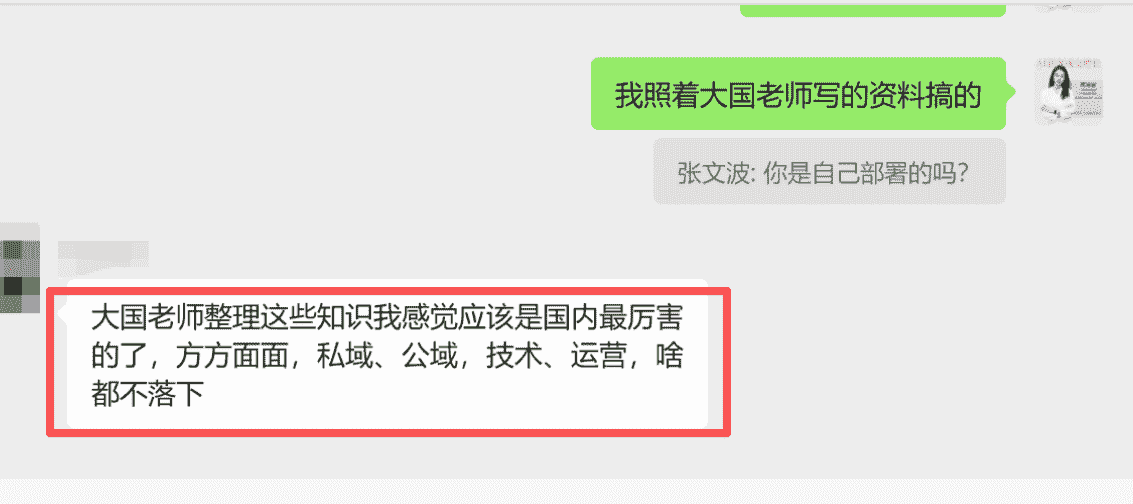 我照着大国老师写的资料搞的
张文波: 你是自己部署的吗?
大国老师整理这些知识我感觉应该是国内最厉害
的了，方方面面，私域、公域，技术、运营，啥
都不落下